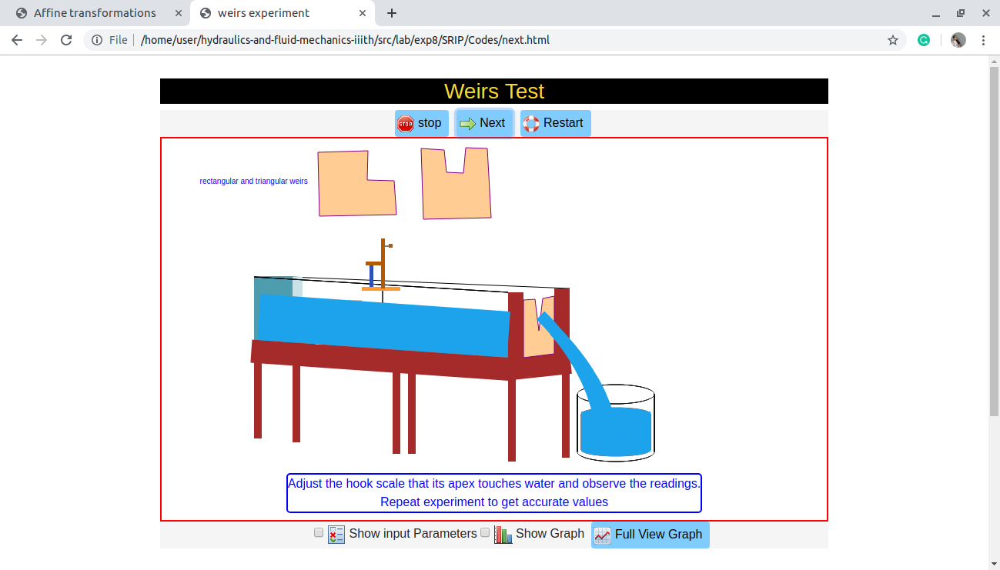 Affine transformations
weirs experiment
File /home/user/hydraulics-and-fluid-mechanics-iiith/src/lab/exp8/SRIP/Codes/next.html
Weirs Test
STOP stop Next Restart
rectangular and triangular weirs
Adjust the hook scale that its apex touches water and observe the readings.
Repeat experiment to get accurate values
Show input Parameters Show Graph Full View Graph